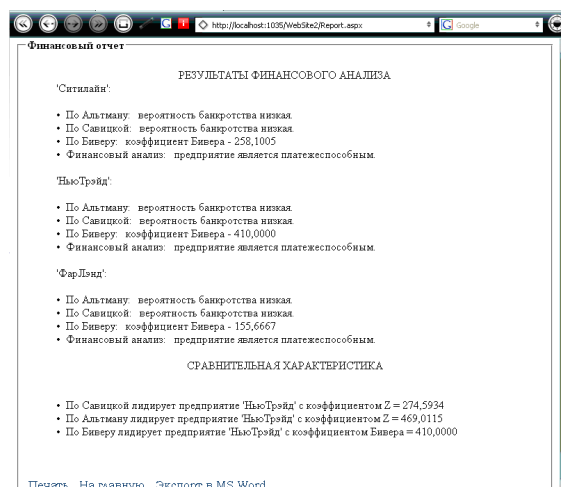 http://localhost:1035/WebSite2/Report.aspx
Google
Финансовый отчет
РЕЗУЛЬТАТЫ ФИНАНСОВОГО АНАЛИЗА
'Ситилайн':
• По Альтману: вероятность банкротства низкая.
• По Савицкой: вероятность банкротства низкая.
• По Биверу: коэффициент Бивера - 258,1005
• Финансовый анализ: предприятие является платежеспособным.
'НьюТрэйд':
• По Альтману: вероятность банкротства низкая.
• По Савицкой: вероятность банкротства низкая.
• По Биверу: коэффициент Бивера - 410,0000
• Финансовый анализ: предприятие является платежеспособным.
'ФарЛэнд':
• По Альтману: вероятность банкротства низкая.
• По Савицкой: вероятность банкротства низкая.
• По Биверу: коэффициент Бивера - 155,6667
• Финансовый анализ: предприятие является платежеспособным.
СРАВНИТЕЛЬНАЯ ХАРАКТЕРИСТИКА
• По Савицкой лидирует предприятие 'НьюТрэйд' с коэффициентом Z = 274,5934
• По Альтману лидирует предприятие 'НьюТрэйд' с коэффициентом Z = 469,0115
• По Биверу лидирует предприятие 'НьюТрэйд' с коэффициентом Бивера = 410,0000
Печать На главную Экспорт в MS Word